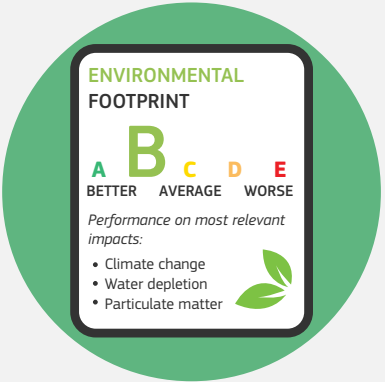 ENVIRONMENTAL
FOOTPRINT
A B C D E
BETTER AVERAGE WORSE
Performance on most relevant
impacts:
• Climate change
• Water depletion
• Particulate matter